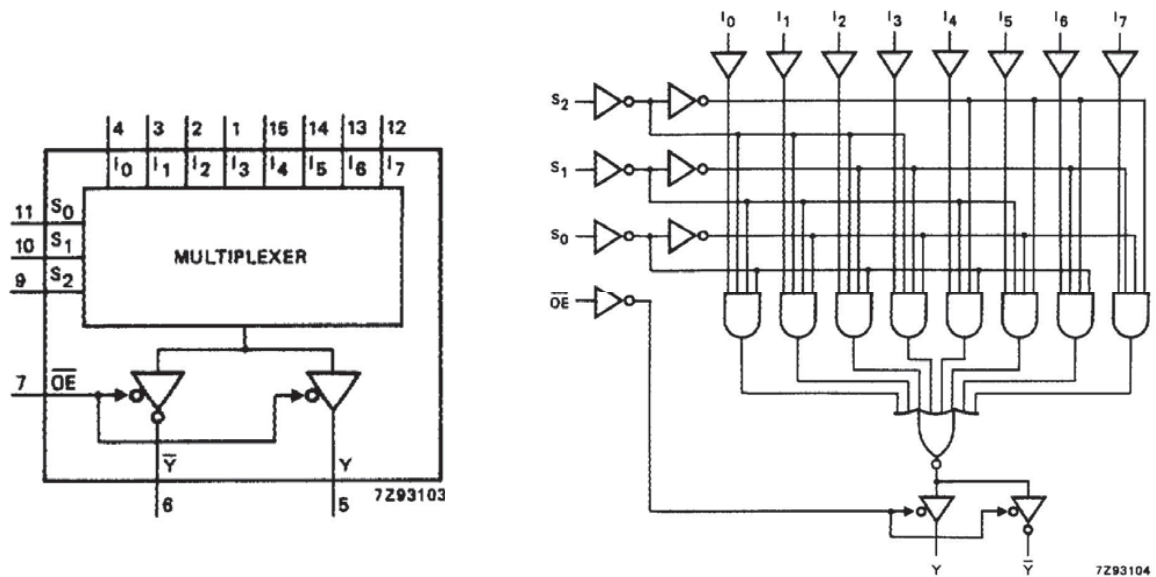 4 3 2 1 15 14 13 12
I0 I1 I2 I3 I4 I5 I6 I7
11 S0
10 S1
9 S2
MULTIPLEXER
7 O̅E̅
Y̅ Y
7Z93103
6 5
I0 I1 I2 I3 I4 I5 I6 I7
S2
S1
S0
O̅E̅
Y Y̅
7Z93104